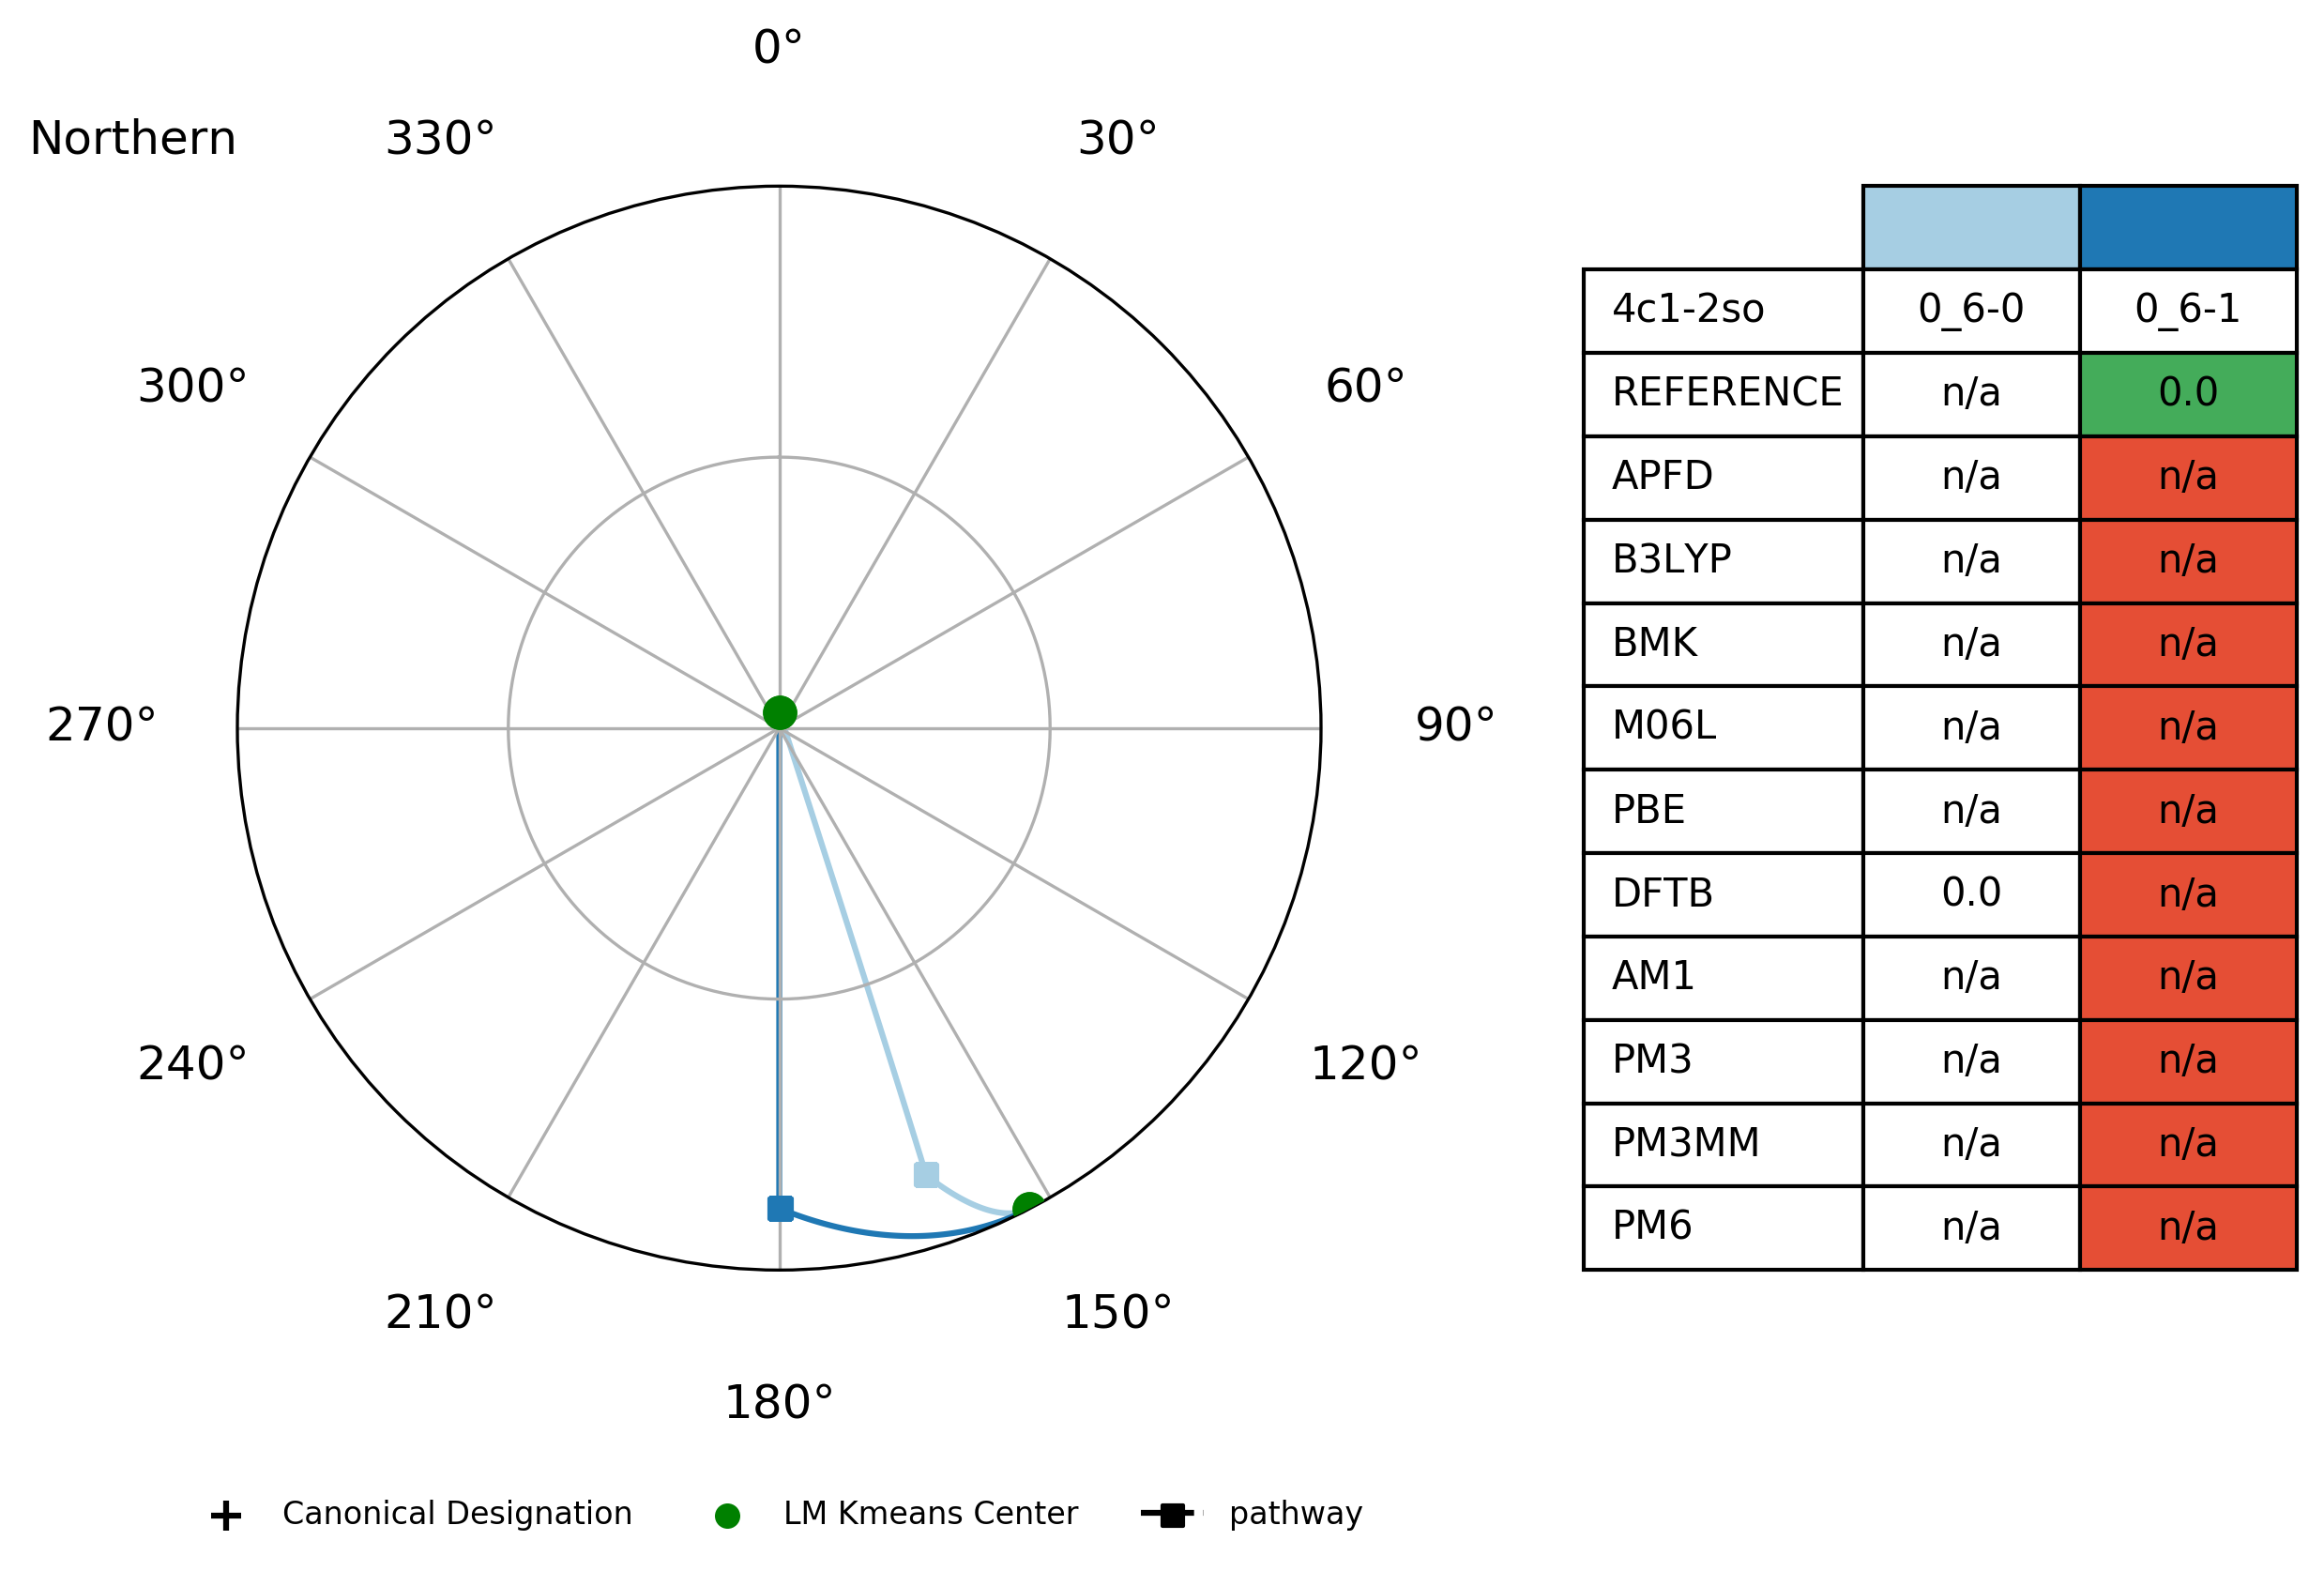 0°
Northern
330°
30°
300°
60°
270°
90°
240°
120°
210°
150°
180°
4c1-2so 0_6-0 0_6-1
REFERENCE n/a 0.0
APFD n/a n/a
B3LYP n/a n/a
BMK n/a n/a
M06L n/a n/a
PBE n/a n/a
DFTB 0.0 n/a
AM1 n/a n/a
PM3 n/a n/a
PM3MM n/a n/a
PM6 n/a n/a
Canonical Designation LM Kmeans Center pathway